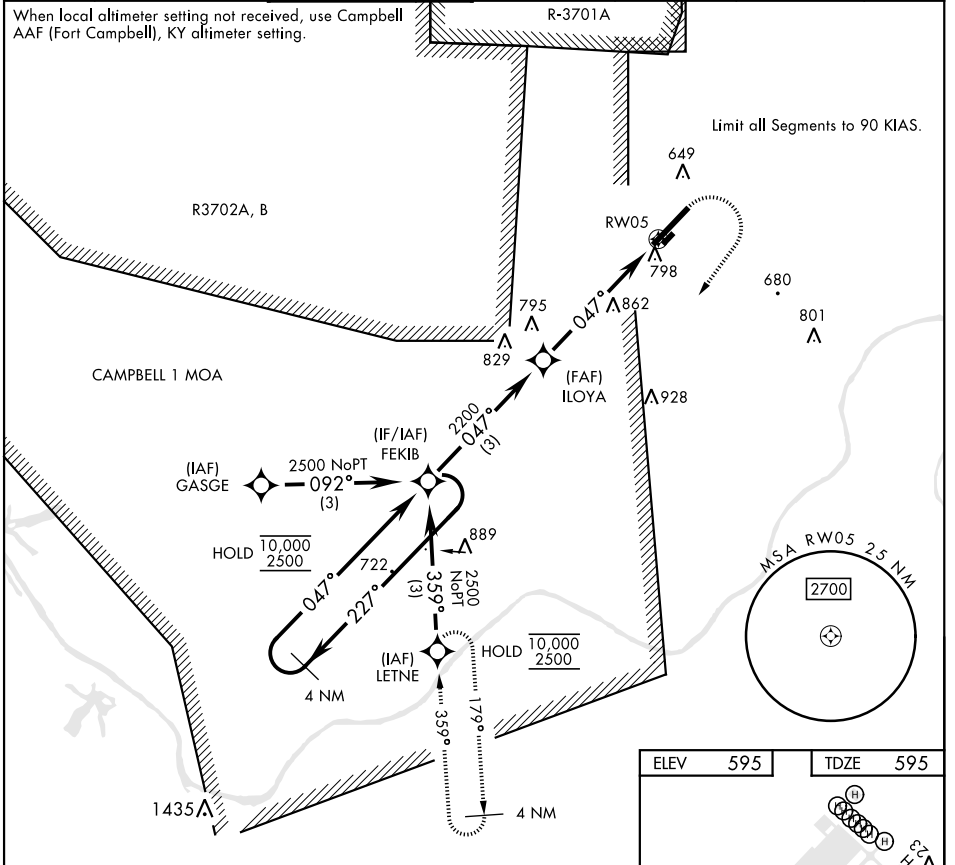 When local altimeter setting not received, use Campbell
AAF (Fort Campbell), KY altimeter setting.
R-3701A
Limit all Segments to 90 KIAS.
649
R3702A, B
RW05
798
680
795
862
047°
801
829
(FAF)
ILOYA
CAMPBELL 1 MOA
928
2200
047°
(3)
(IF/IAF)
FEKIB
(IAF)
GASGE
2500 NoPT
092°
(3)
HOLD 10,000
2500
889
722
047°
227°
2500
NoPT
359°
(3)
MSA RW05 25 NM
2700
(IAF)
LETNE
HOLD 10,000
2500
4 NM
359°
179°
4 NM
1435
ELEV 595
TDZE 595
H
H
H
23